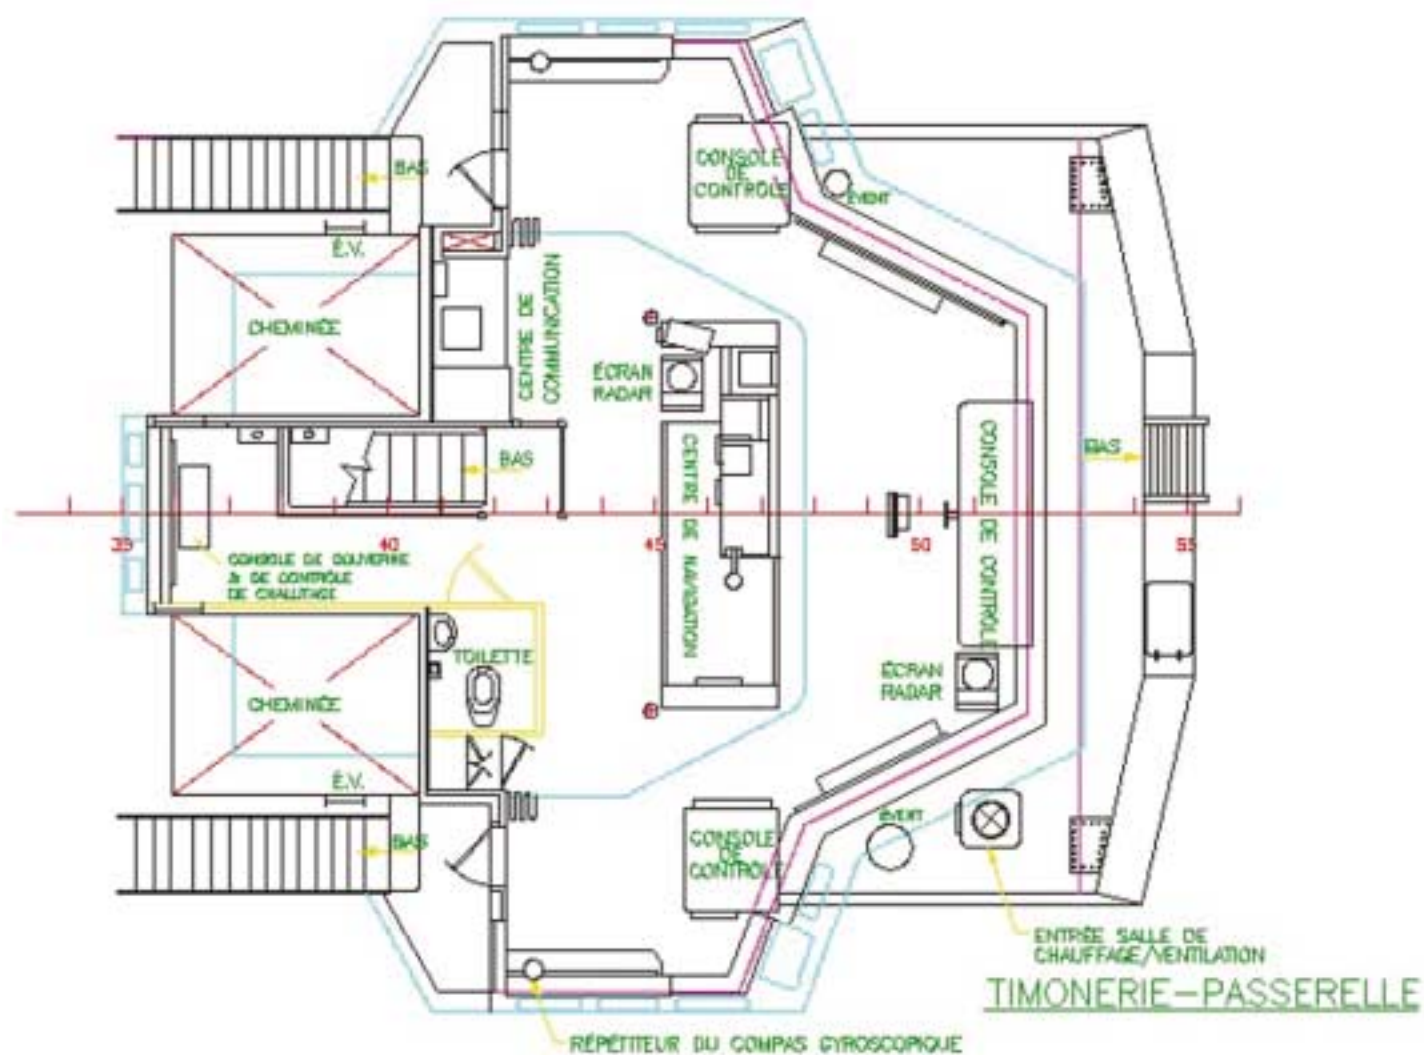 CONSOLE
DE
CONTRÔLE
BAS
ÉVENT
É.V.
CHEMINÉE
CENTRE DE
COMMUNICATION
ÉCRAN
RADAR
BAS
CONSOLE DE CONTRÔLE
BAS
CENTRE DE NAVIGATION
35
40
45
50
55
CONSOLE DE
& DE CONTRÔLE
DE CHALUTAGE
TOILETTE
ÉCRAN
RADAR
CHEMINÉE
É.V.
BAS
CONSOLE
DE
CONTRÔLE
ÉVENT
ENTRÉE SALLE DE
CHAUFFAGE/VENTILATION
TIMONERIE-PASSERELLE
RÉPÉTITEUR DU COMPAS GYROSCOPIQUE